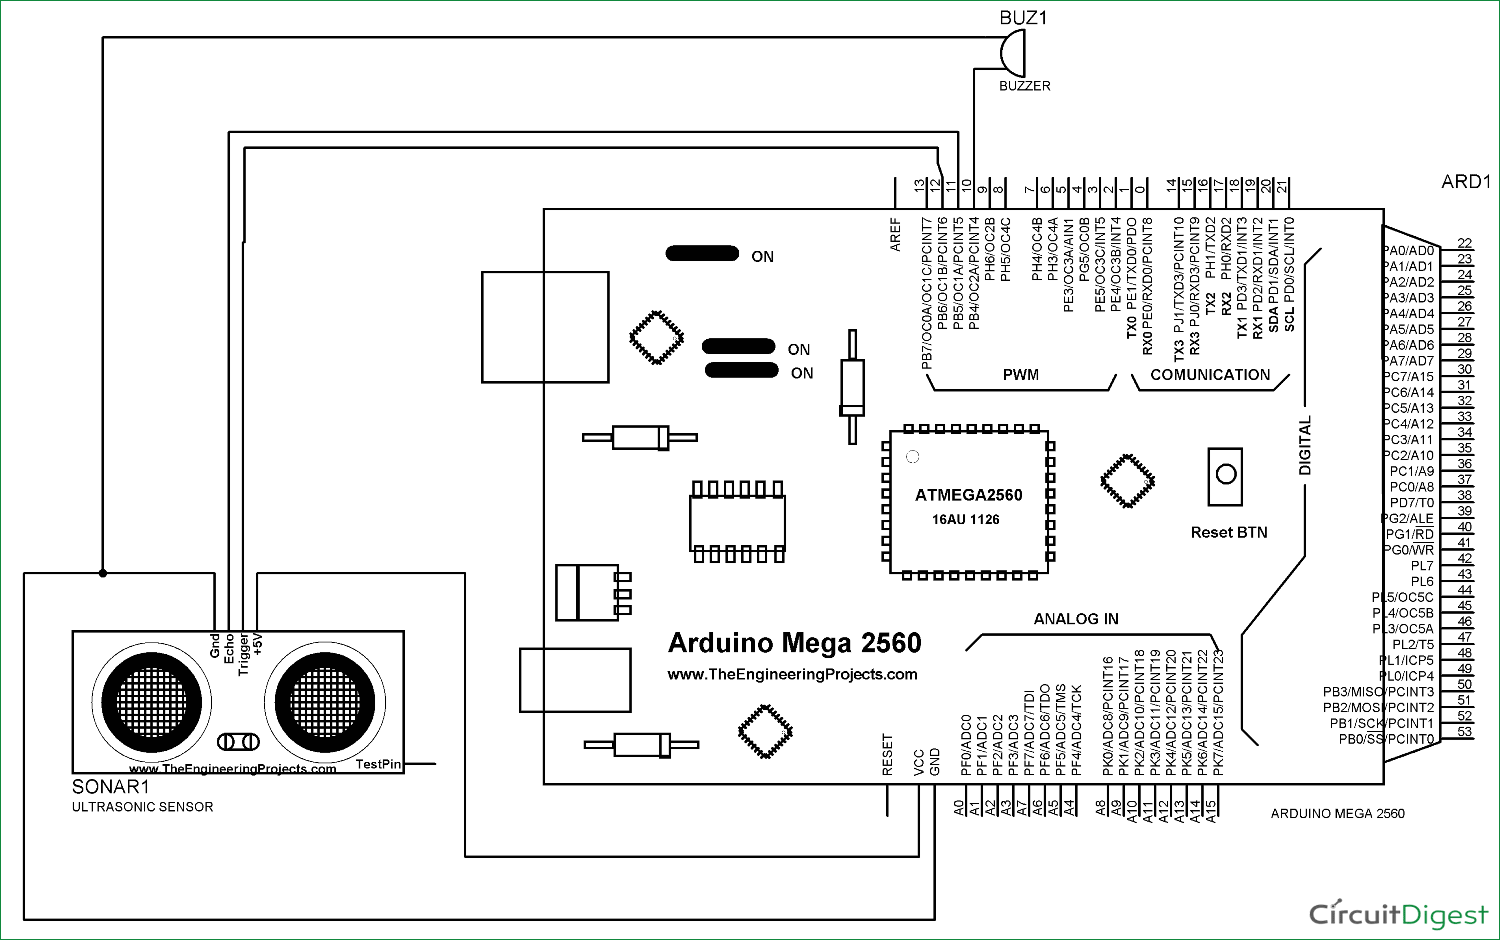 BUZ1
BUZZER
ARD1
13
12
11
10
9
8
7
6
5
4
3
2
1
0
14
15
16
17
18
19
20
21
AREF
PB7/OC0A/OC1C/PCINT7
PB6/OC1B/PCINT6
PB5/OC1A/PCINT5
PB4/OC2A/PCINT4
PH6/OC2B
PH5/OC4C
PH4/OC4B
PH3/OC4A
PE3/OC3A/AIN1
PG5/OC0B
PE5/OC3C/INT5
PE4/OC3B/INT4
TX0 PE1/TXD0/PDO
RX0 PE0/RXD0/PCINT8
TX3 PJ1/TXD3/PCINT10
RX3 PJ0/RXD3/PCINT9
TX2 PH1/TXD2
RX2 PH0/RXD2
TX1 PD3/TXD1/INT3
RX1 PD2/RXD1/INT2
SDA PD1/SDA/INT1
SCL PD0/SCL/INT0
PWM
COMUNICATION
ON
ON
ON
DIGITAL
PA0/AD0 22
PA1/AD1 23
PA2/AD2 24
PA3/AD3 25
PA4/AD4 26
PA5/AD5 27
PA6/AD6 28
PA7/AD7 29
PC7/A15 30
PC6/A14 31
PC5/A13 32
PC4/A12 33
PC3/A11 34
PC2/A10 35
PC1/A9 36
PC0/A8 37
PD7/T0 38
PG2/ALE 39
PG1/RD 40
PG0/WR 41
PL7 42
PL6 43
PL5/OC5C 44
PL4/OC5B 45
PL3/OC5A 46
PL2/T5 47
PL1/ICP5 48
PL0/ICP4 49
PB3/MISO/PCINT3 50
PB2/MOSI/PCINT2 51
PB1/SCK/PCINT1 52
PB0/SS/PCINT0 53
ATMEGA2560
16AU 1126
Reset BTN
ANALOG IN
Arduino Mega 2560
www.TheEngineeringProjects.com
Gnd
Echo
Trigger
+5V
www.TheEngineeringProjects.com
TestPin
SONAR1
ULTRASONIC SENSOR
RESET
VCC
GND
PF0/ADC0
PF1/ADC1
PF2/ADC2
PF3/ADC3
PF7/ADC7/TDI
PF6/ADC6/TDO
PF5/ADC5/TMS
PF4/ADC4/TCK
PK0/ADC8/PCINT16
PK1/ADC9/PCINT17
PK2/ADC10/PCINT18
PK3/ADC11/PCINT19
PK4/ADC12/PCINT20
PK5/ADC13/PCINT21
PK6/ADC14/PCINT22
PK7/ADC15/PCINT23
A0
A1
A2
A3
A7
A6
A5
A4
A8
A9
A10
A11
A12
A13
A14
A15
ARDUINO MEGA 2560
CircuitDigest